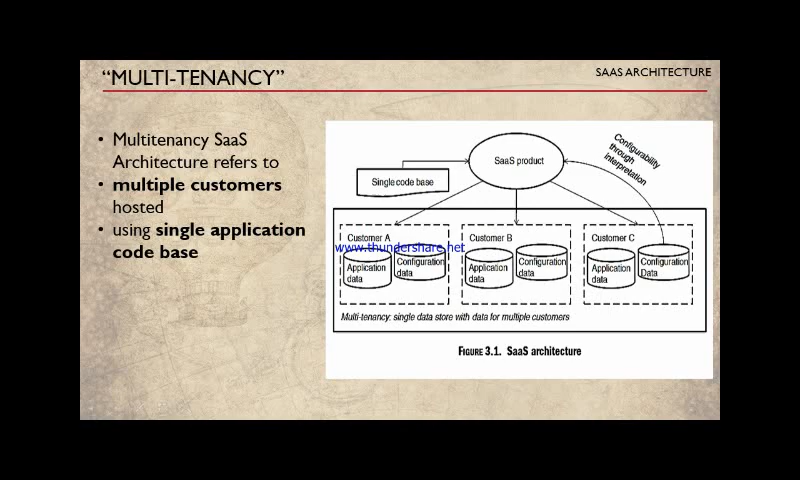 “MULTI-TENANCY”
SAAS ARCHITECTURE
• Multitenancy SaaS
Architecture refers to
• multiple customers
hosted
• using single application
code base
SaaS product
Configurability
through
interpretation
Single code base
Customer A
Customer B
Customer C
www.thundershare.net
Application
data
Configuration
data
Application
data
Configuration
data
Application
data
Configuration
Data
Multi-tenancy: single data store with data for multiple customers
FIGURE 3.1. SaaS architecture